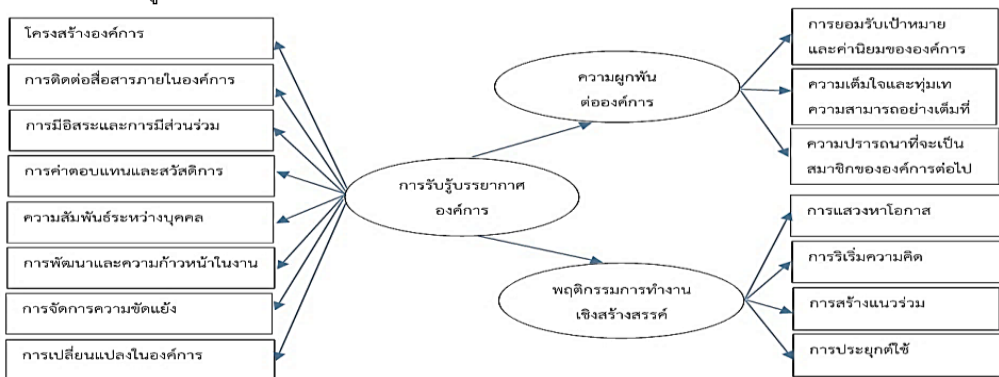 โครงสร้างองค์การ
การติดต่อสื่อสารภายในองค์การ
การมีอิสระและการมีส่วนร่วม
การค่าตอบแทนและสวัสดิการ
ความสัมพันธ์ระหว่างบุคคล
การพัฒนาและความก้าวหน้าในงาน
การจัดการความขัดแย้ง
การเปลี่ยนแปลงในองค์การ
การรับรู้บรรยากาศ
องค์การ
ความผูกพัน
ต่อองค์การ
พฤติกรรมการทำงาน
เชิงสร้างสรรค์
การยอมรับเป้าหมาย
และค่านิยมขององค์การ
ความเต็มใจและทุ่มเท
ความสามารถอย่างเต็มที่
ความปรารถนาที่จะเป็น
สมาชิกขององค์การต่อไป
การแสวงหาโอกาส
การริเริ่มความคิด
การสร้างแนวร่วม
การประยุกต์ใช้